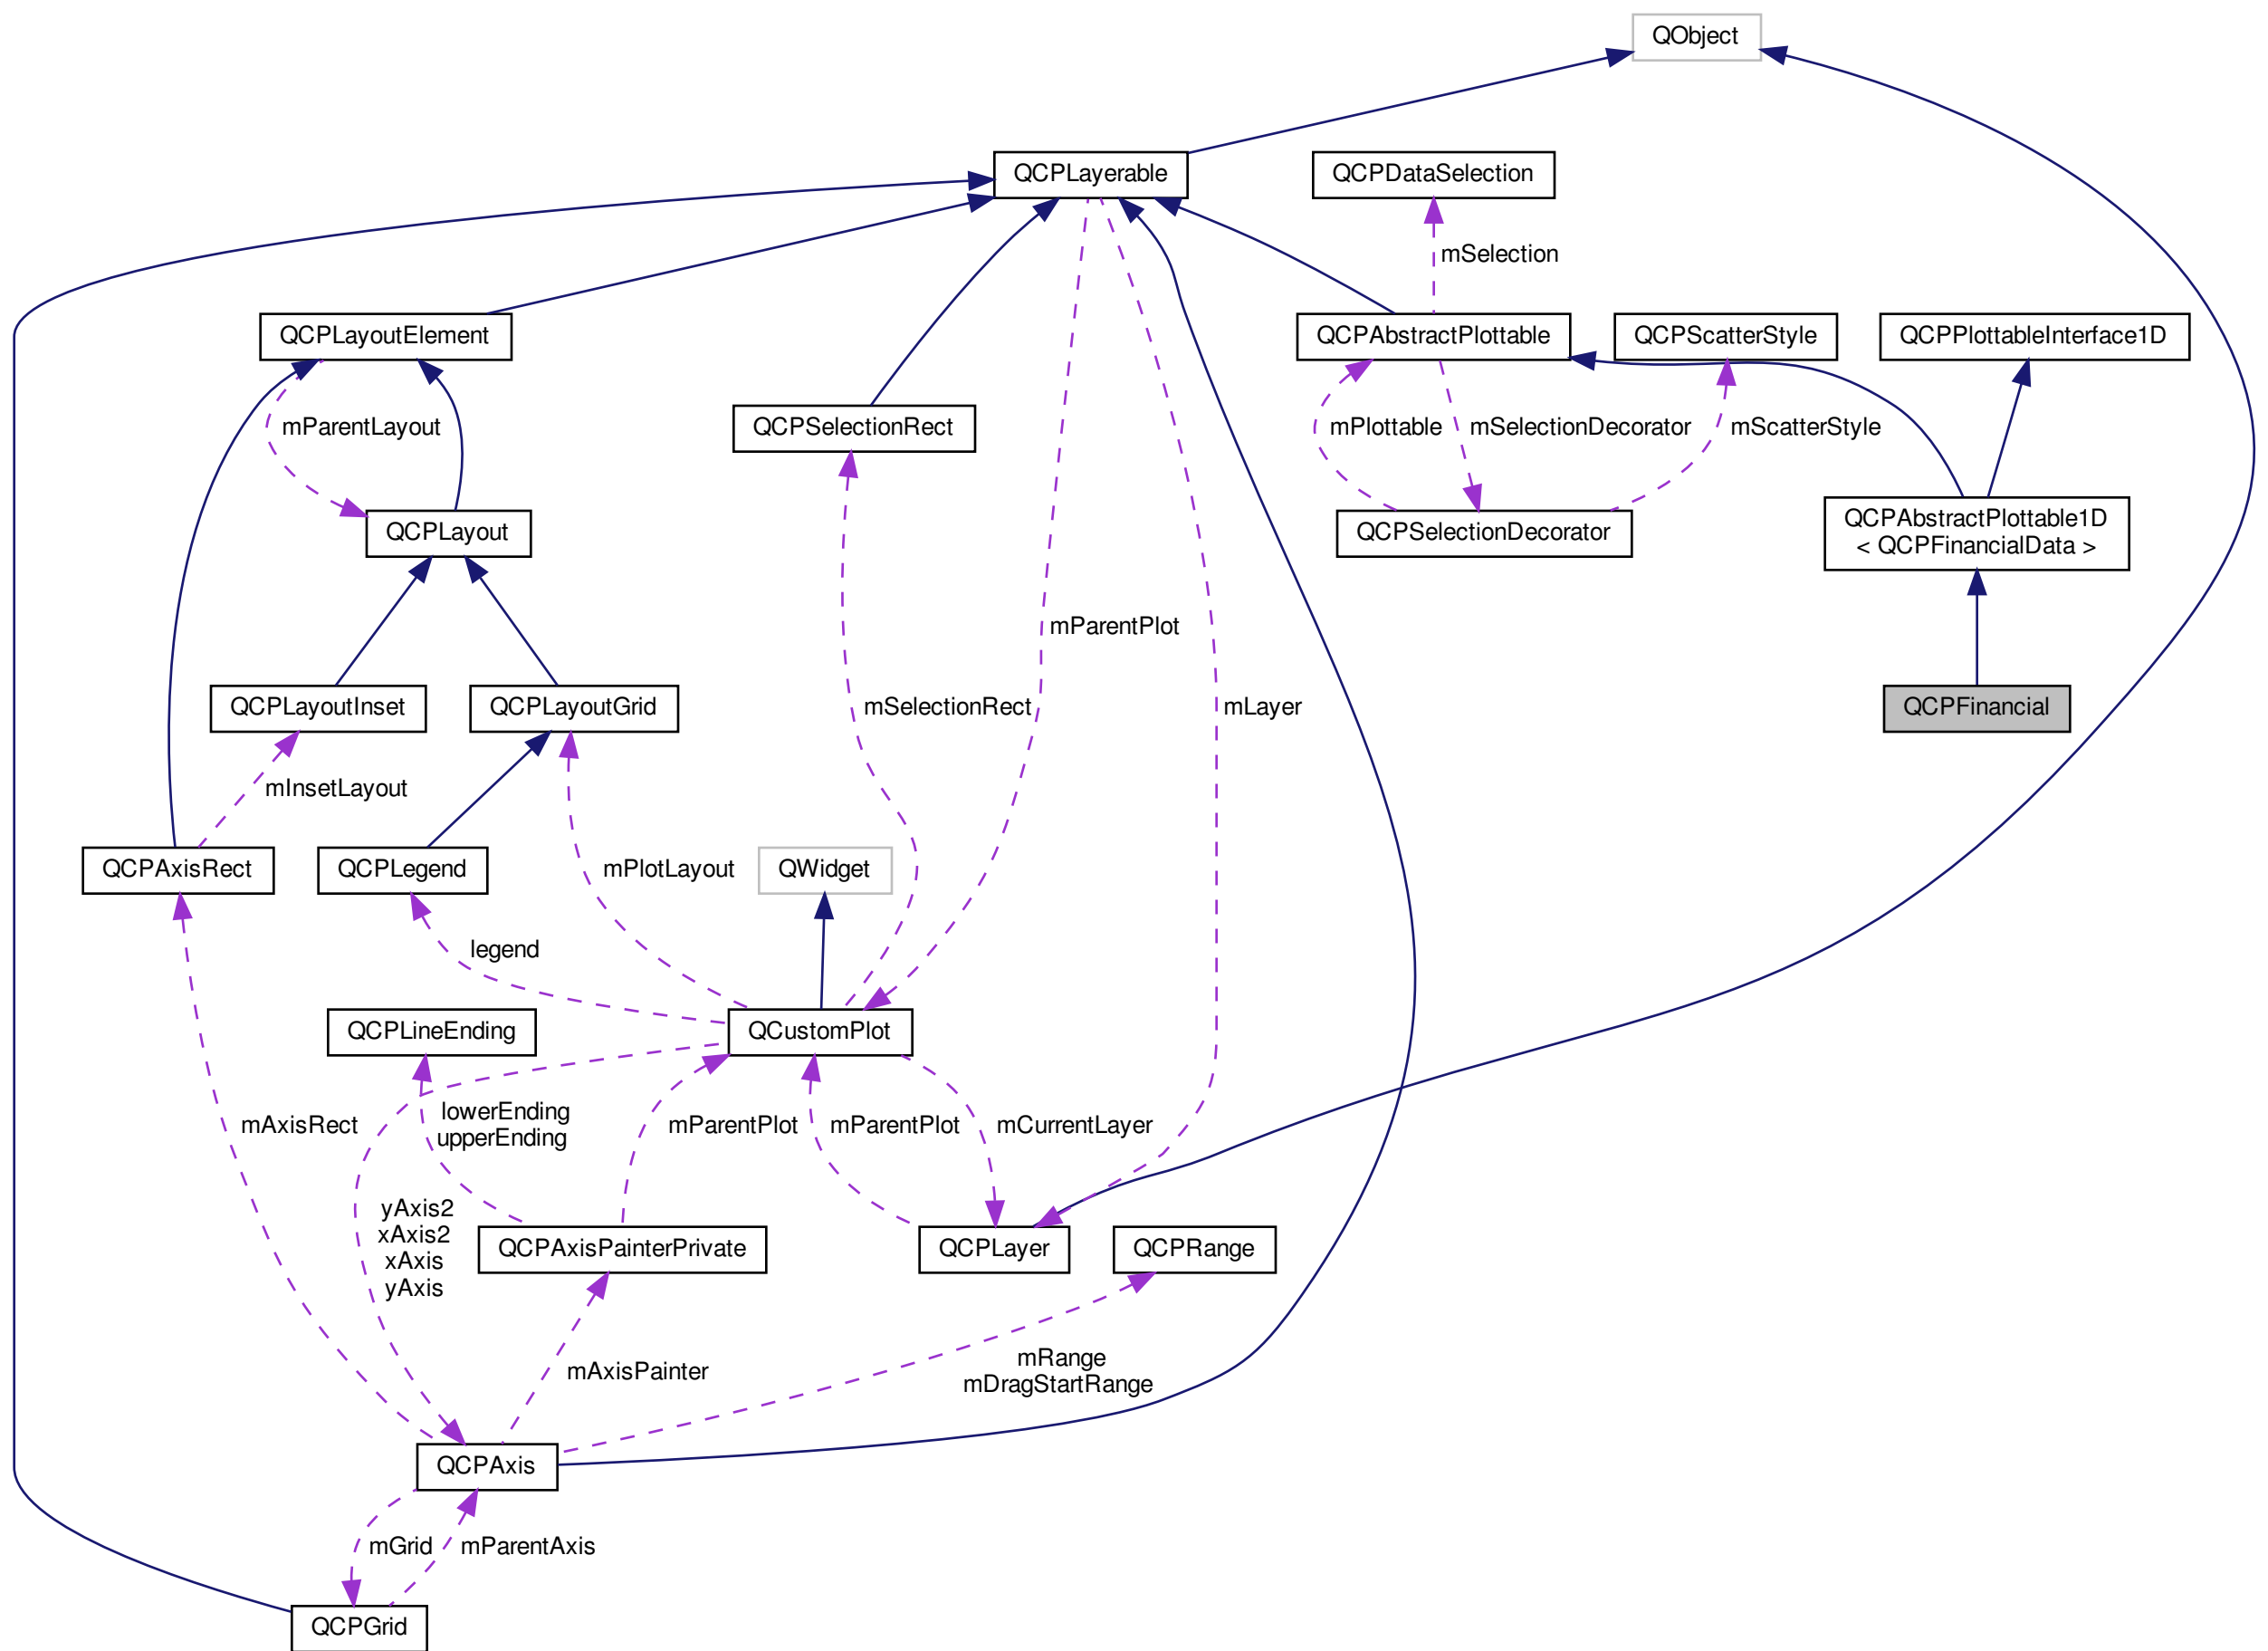 QObject
QCPLayerable
QCPDataSelection
mSelection
QCPLayoutElement
QCPAbstractPlottable
QCPScatterStyle
QCPPlottableInterface1D
mParentLayout
QCPSelectionRect
mPlottable
mSelectionDecorator
mScatterStyle
QCPLayout
QCPSelectionDecorator
QCPAbstractPlottable1D
< QCPFinancialData >
mParentPlot
QCPLayoutInset
QCPLayoutGrid
mSelectionRect
mLayer
QCPFinancial
mInsetLayout
QCPAxisRect
QCPLegend
mPlotLayout
QWidget
legend
QCPLineEnding
QCustomPlot
lowerEnding
upperEnding
mAxisRect
mParentPlot
mParentPlot
mCurrentLayer
yAxis2
xAxis2
xAxis
yAxis
QCPAxisPainterPrivate
QCPLayer
QCPRange
mAxisPainter
mRange
mDragStartRange
QCPAxis
mGrid
mParentAxis
QCPGrid